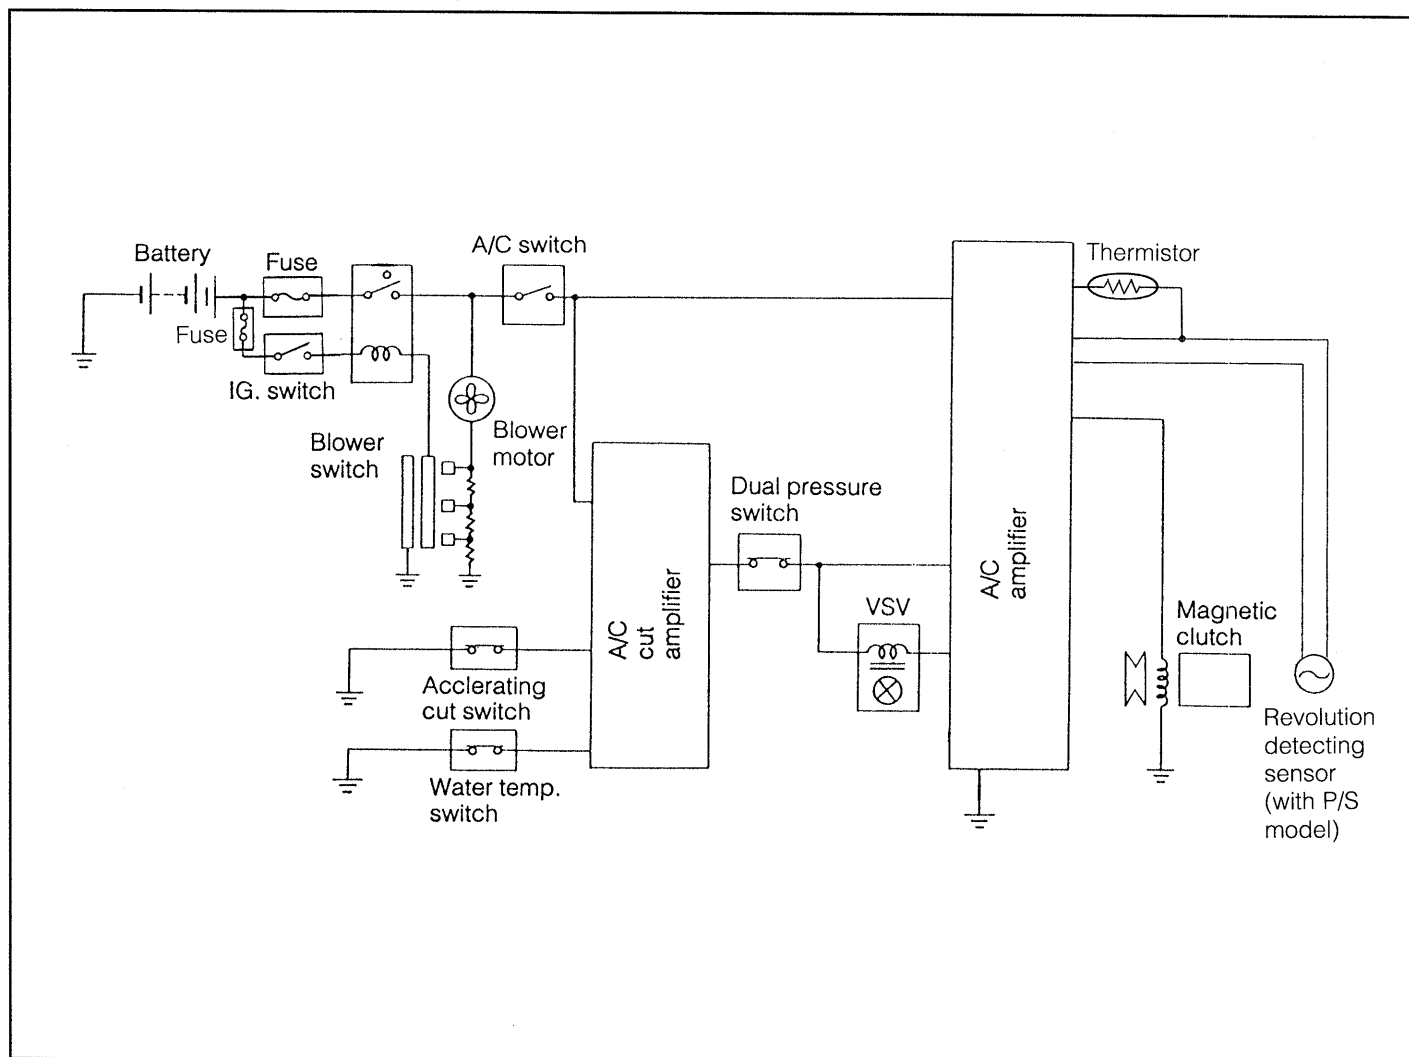 Battery
Fuse
A/C switch
Thermistor
Fuse
IG. switch
Blower
switch
Blower
motor
Dual pressure
switch
A/C
cut
amplifier
A/C
amplifier
VSV
Magnetic
clutch
Acclerating
cut switch
Water temp.
switch
Revolution
detecting
sensor
(with P/S
model)